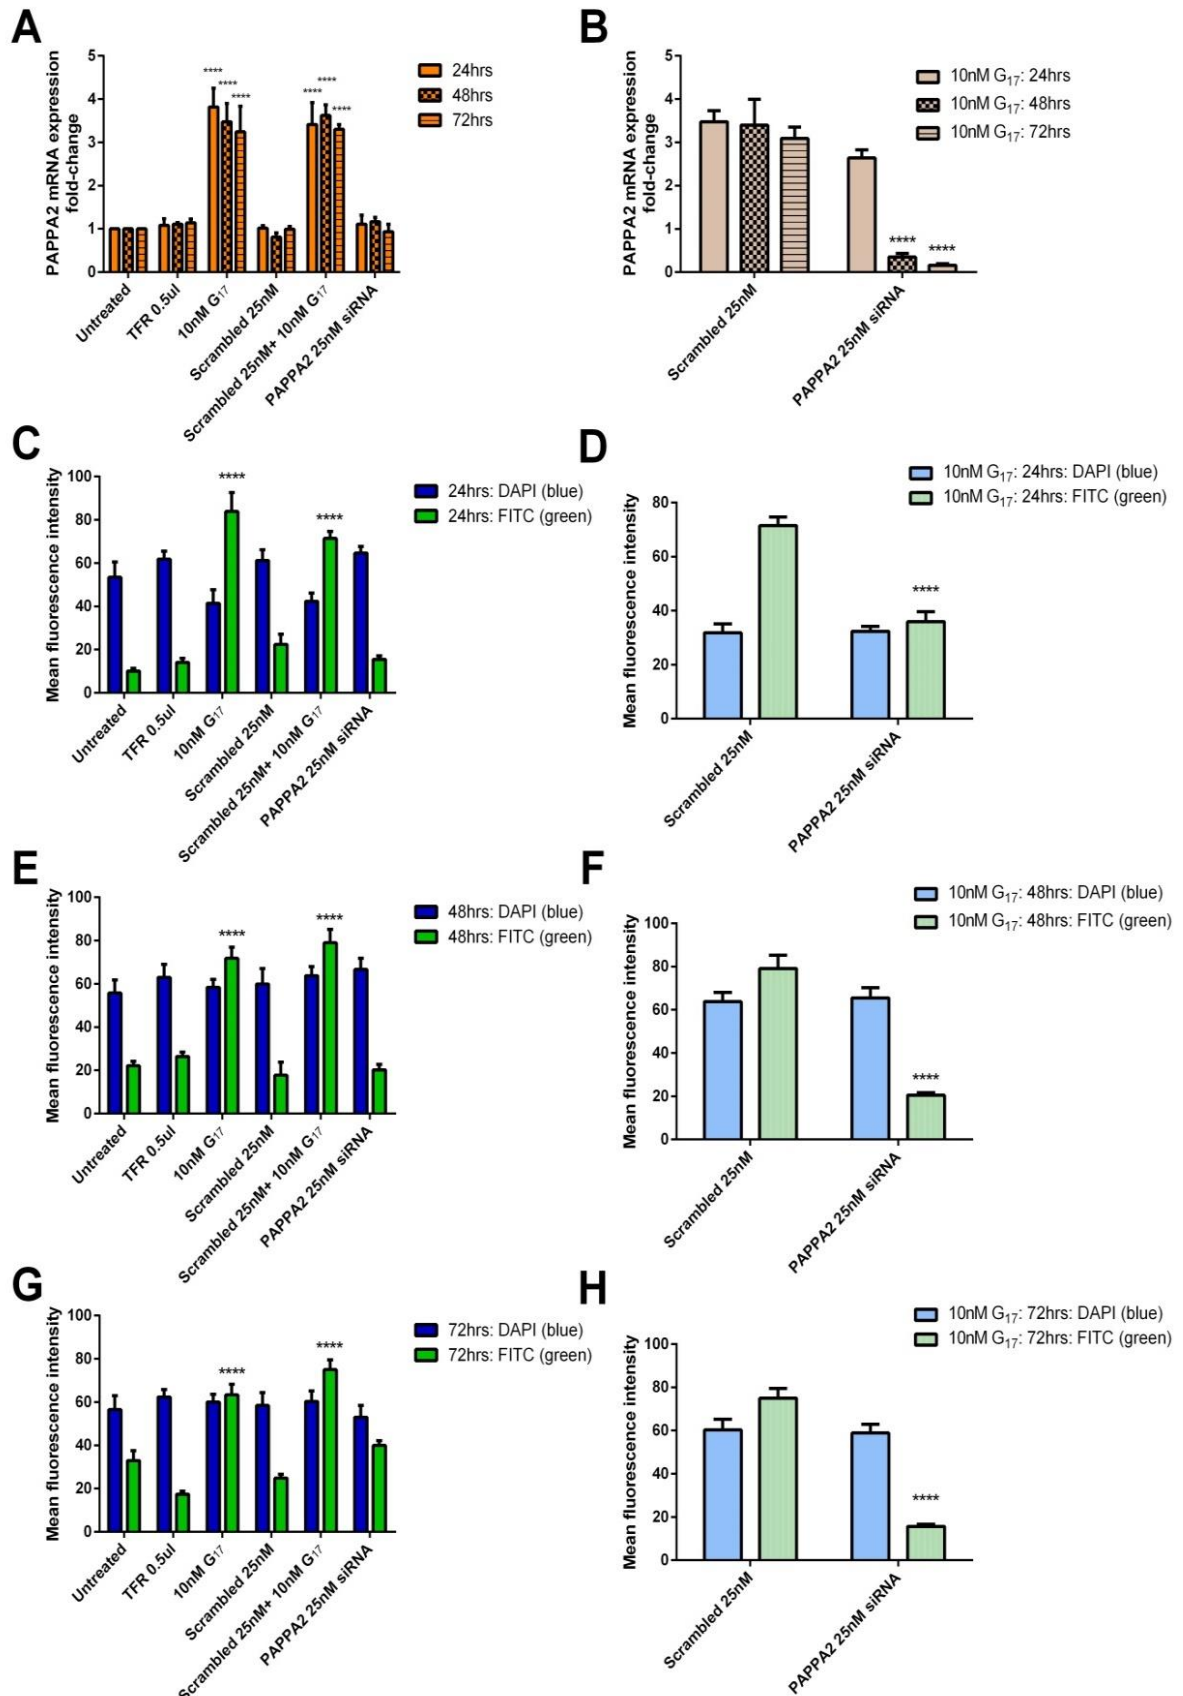 A
PAPPA2 mRNA expression
fold-change
5
4
3
2
1
0
**** **** ****
**** **** ****
24hrs
48hrs
72hrs
Untreated
TFR 0.5ul
10nM G17
Scrambled 25nM
Scrambled 25nM+ 10nM G17
PAPPA2 25nM siRNA
B
PAPPA2 mRNA expression
fold-change
5
4
3
2
1
0
**** ****
10nM G17: 24hrs
10nM G17: 48hrs
10nM G17: 72hrs
Scrambled 25nM
PAPPA2 25nM siRNA
C
Mean fluorescence intensity
100
80
60
40
20
0
****
****
24hrs: DAPI (blue)
24hrs: FITC (green)
Untreated
TFR 0.5ul
10nM G17
Scrambled 25nM
Scrambled 25nM+ 10nM G17
PAPPA2 25nM siRNA
D
Mean fluorescence intensity
80
60
40
20
0
****
10nM G17: 24hrs: DAPI (blue)
10nM G17: 24hrs: FITC (green)
Scrambled 25nM
PAPPA2 25nM siRNA
E
Mean fluorescence intensity
100
80
60
40
20
0
****
****
48hrs: DAPI (blue)
48hrs: FITC (green)
Untreated
TFR 0.5ul
10nM G17
Scrambled 25nM
Scrambled 25nM+ 10nM G17
PAPPA2 25nM siRNA
F
Mean fluorescence intensity
100
80
60
40
20
0
****
10nM G17: 48hrs: DAPI (blue)
10nM G17: 48hrs: FITC (green)
Scrambled 25nM
PAPPA2 25nM siRNA
G
Mean fluorescence intensity
100
80
60
40
20
0
****
****
72hrs: DAPI (blue)
72hrs: FITC (green)
Untreated
TFR 0.5ul
10nM G17
Scrambled 25nM
Scrambled 25nM+ 10nM G17
PAPPA2 25nM siRNA
H
Mean fluorescence intensity
100
80
60
40
20
0
****
10nM G17: 72hrs: DAPI (blue)
10nM G17: 72hrs: FITC (green)
Scrambled 25nM
PAPPA2 25nM siRNA